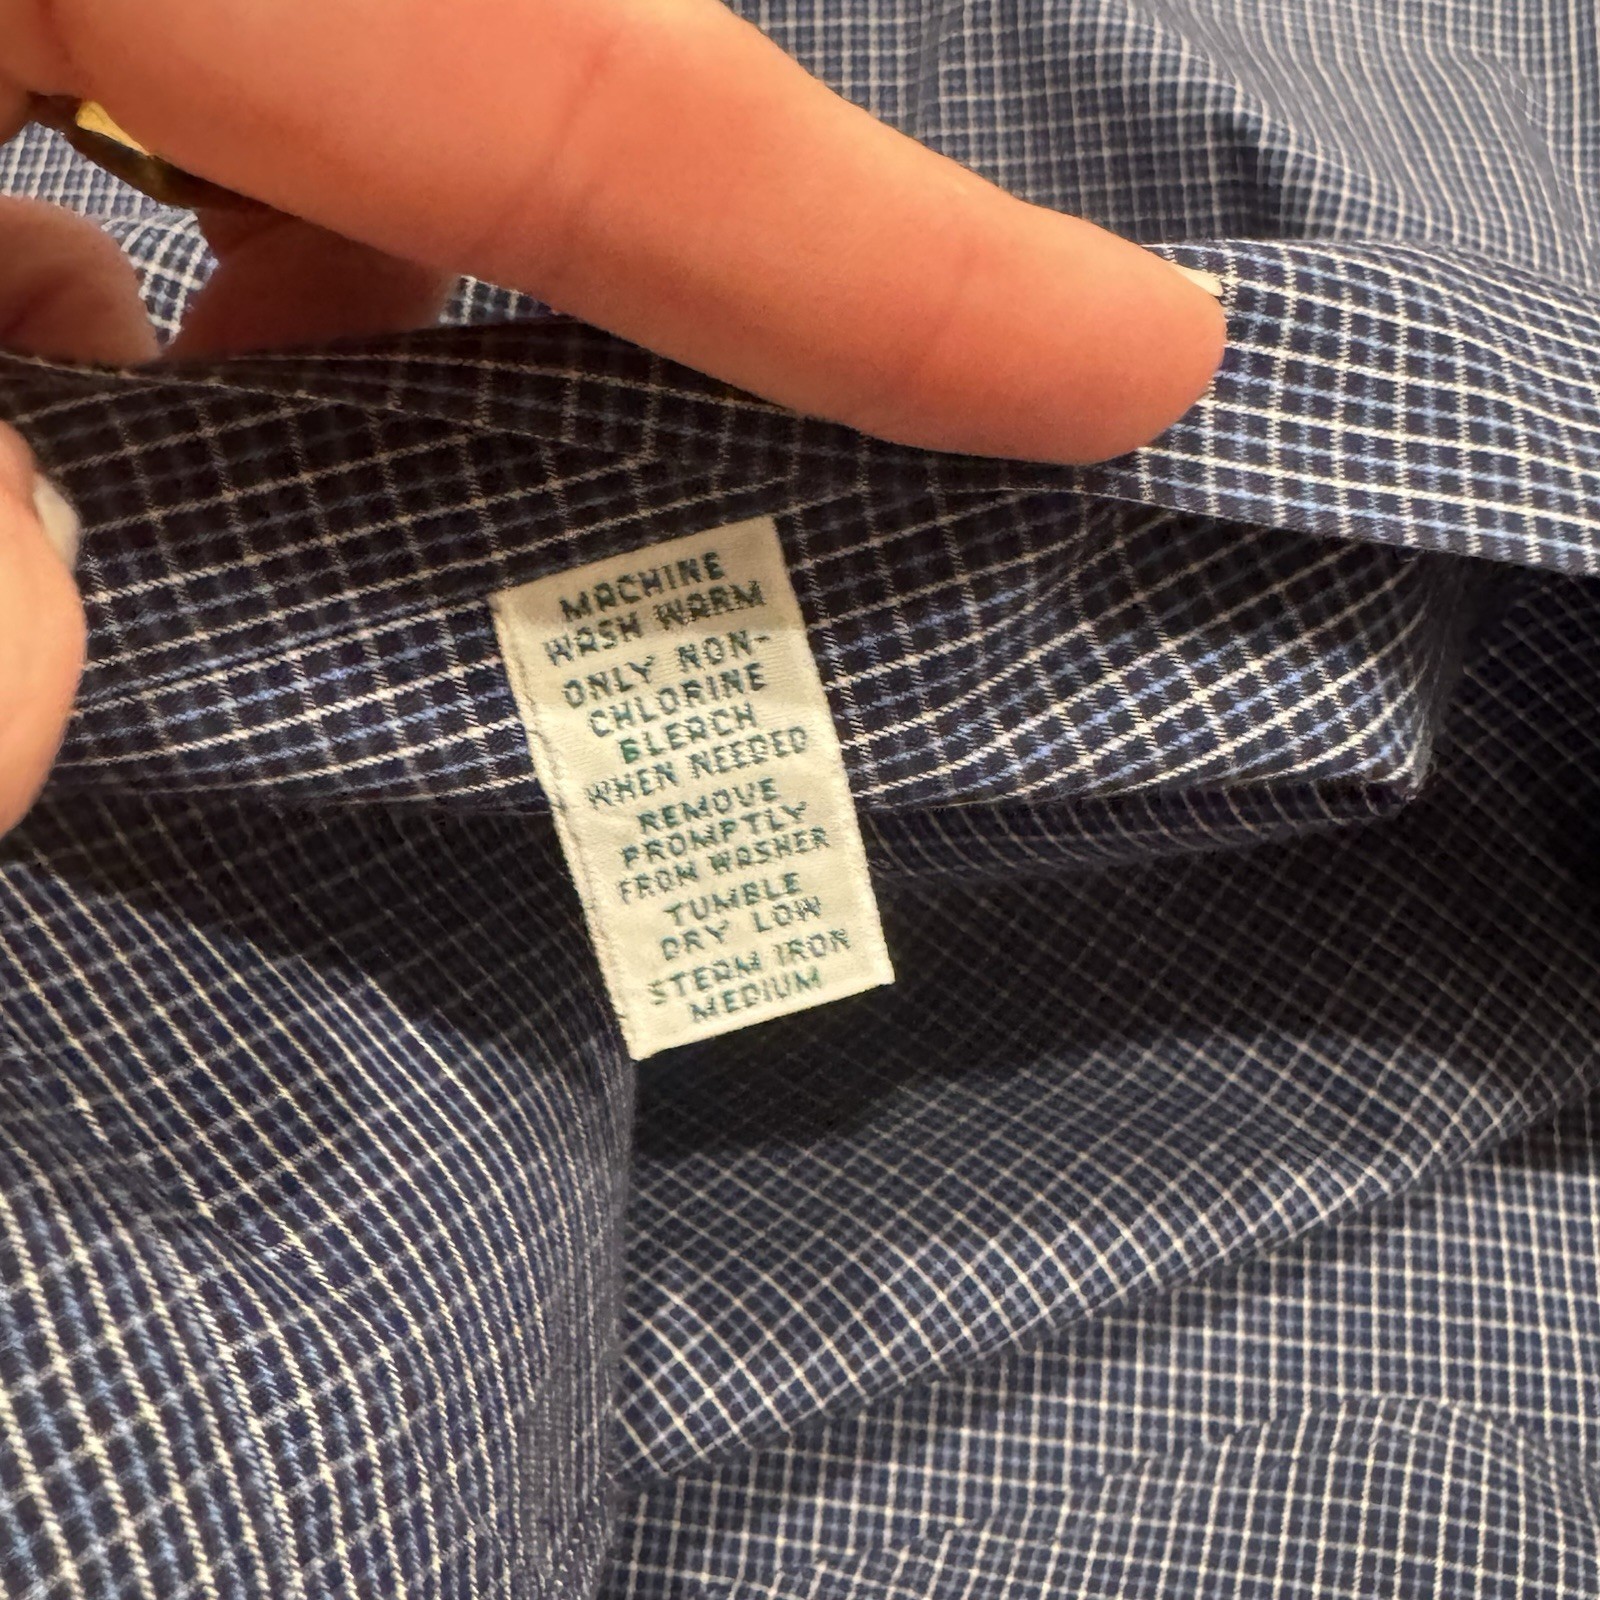 MACHINE
WASH WARM
ONLY NON-
CHLORINE
BLEACH
WHEN NEEDED
REMOVE
PROMPTLY
FROM WASHER
TUMBLE
DRY LOW
STEAM IRON
MEDIUM